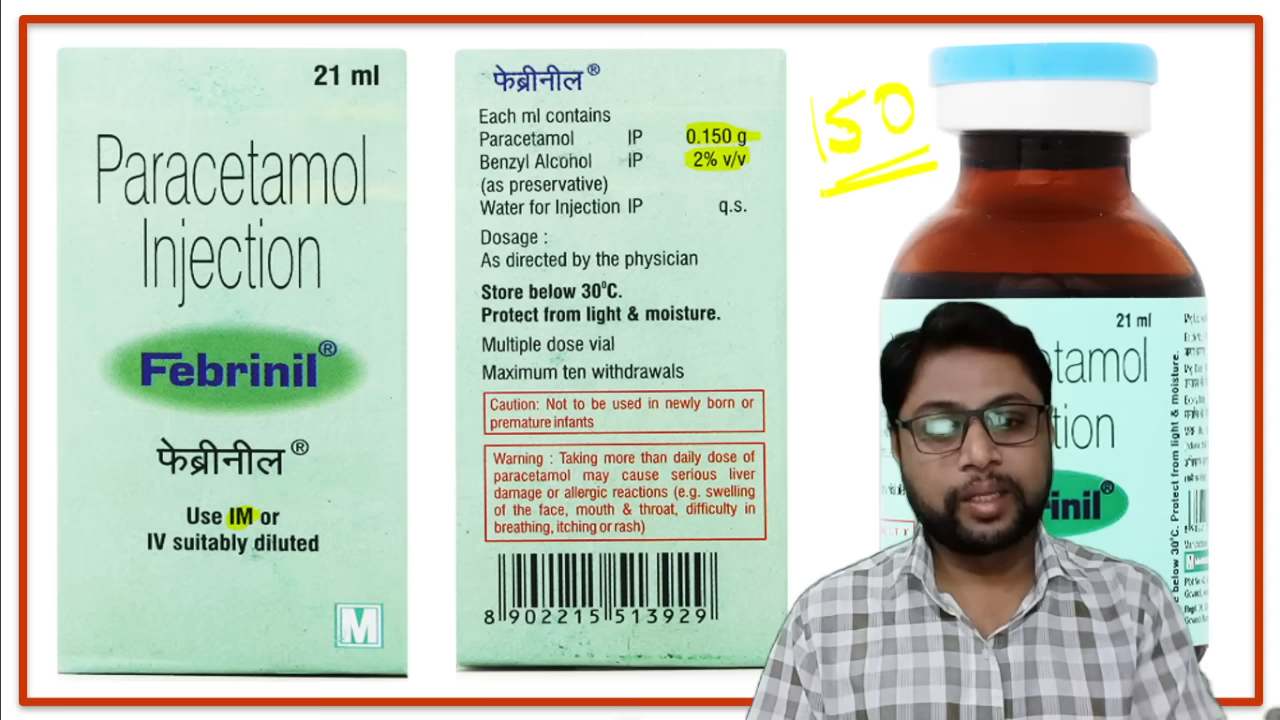 21 ml
Paracetamol
Injection
Febrinil®
फेब्रीनील®
Use IM or
IV suitably diluted
M
फेब्रीनील®
Each ml contains
Paracetamol IP 0.150 g
Benzyl Alcohol IP 2% v/v
(as preservative)
Water for Injection IP q.s.
Dosage :
As directed by the physician
Store below 30⁰C.
Protect from light & moisture.
Multiple dose vial
Maximum ten withdrawals
Caution: Not to be used in newly born or
premature infants
Warning : Taking more than daily dose of
paracetamol may cause serious liver
damage or allergic reactions (e.g. swelling
of the face, mouth & throat, difficulty in
breathing, itching or rash)
8 902215 513929
150
21 ml
tamol
tion
inil®
e below 30⁰C. Protect from light & moisture.